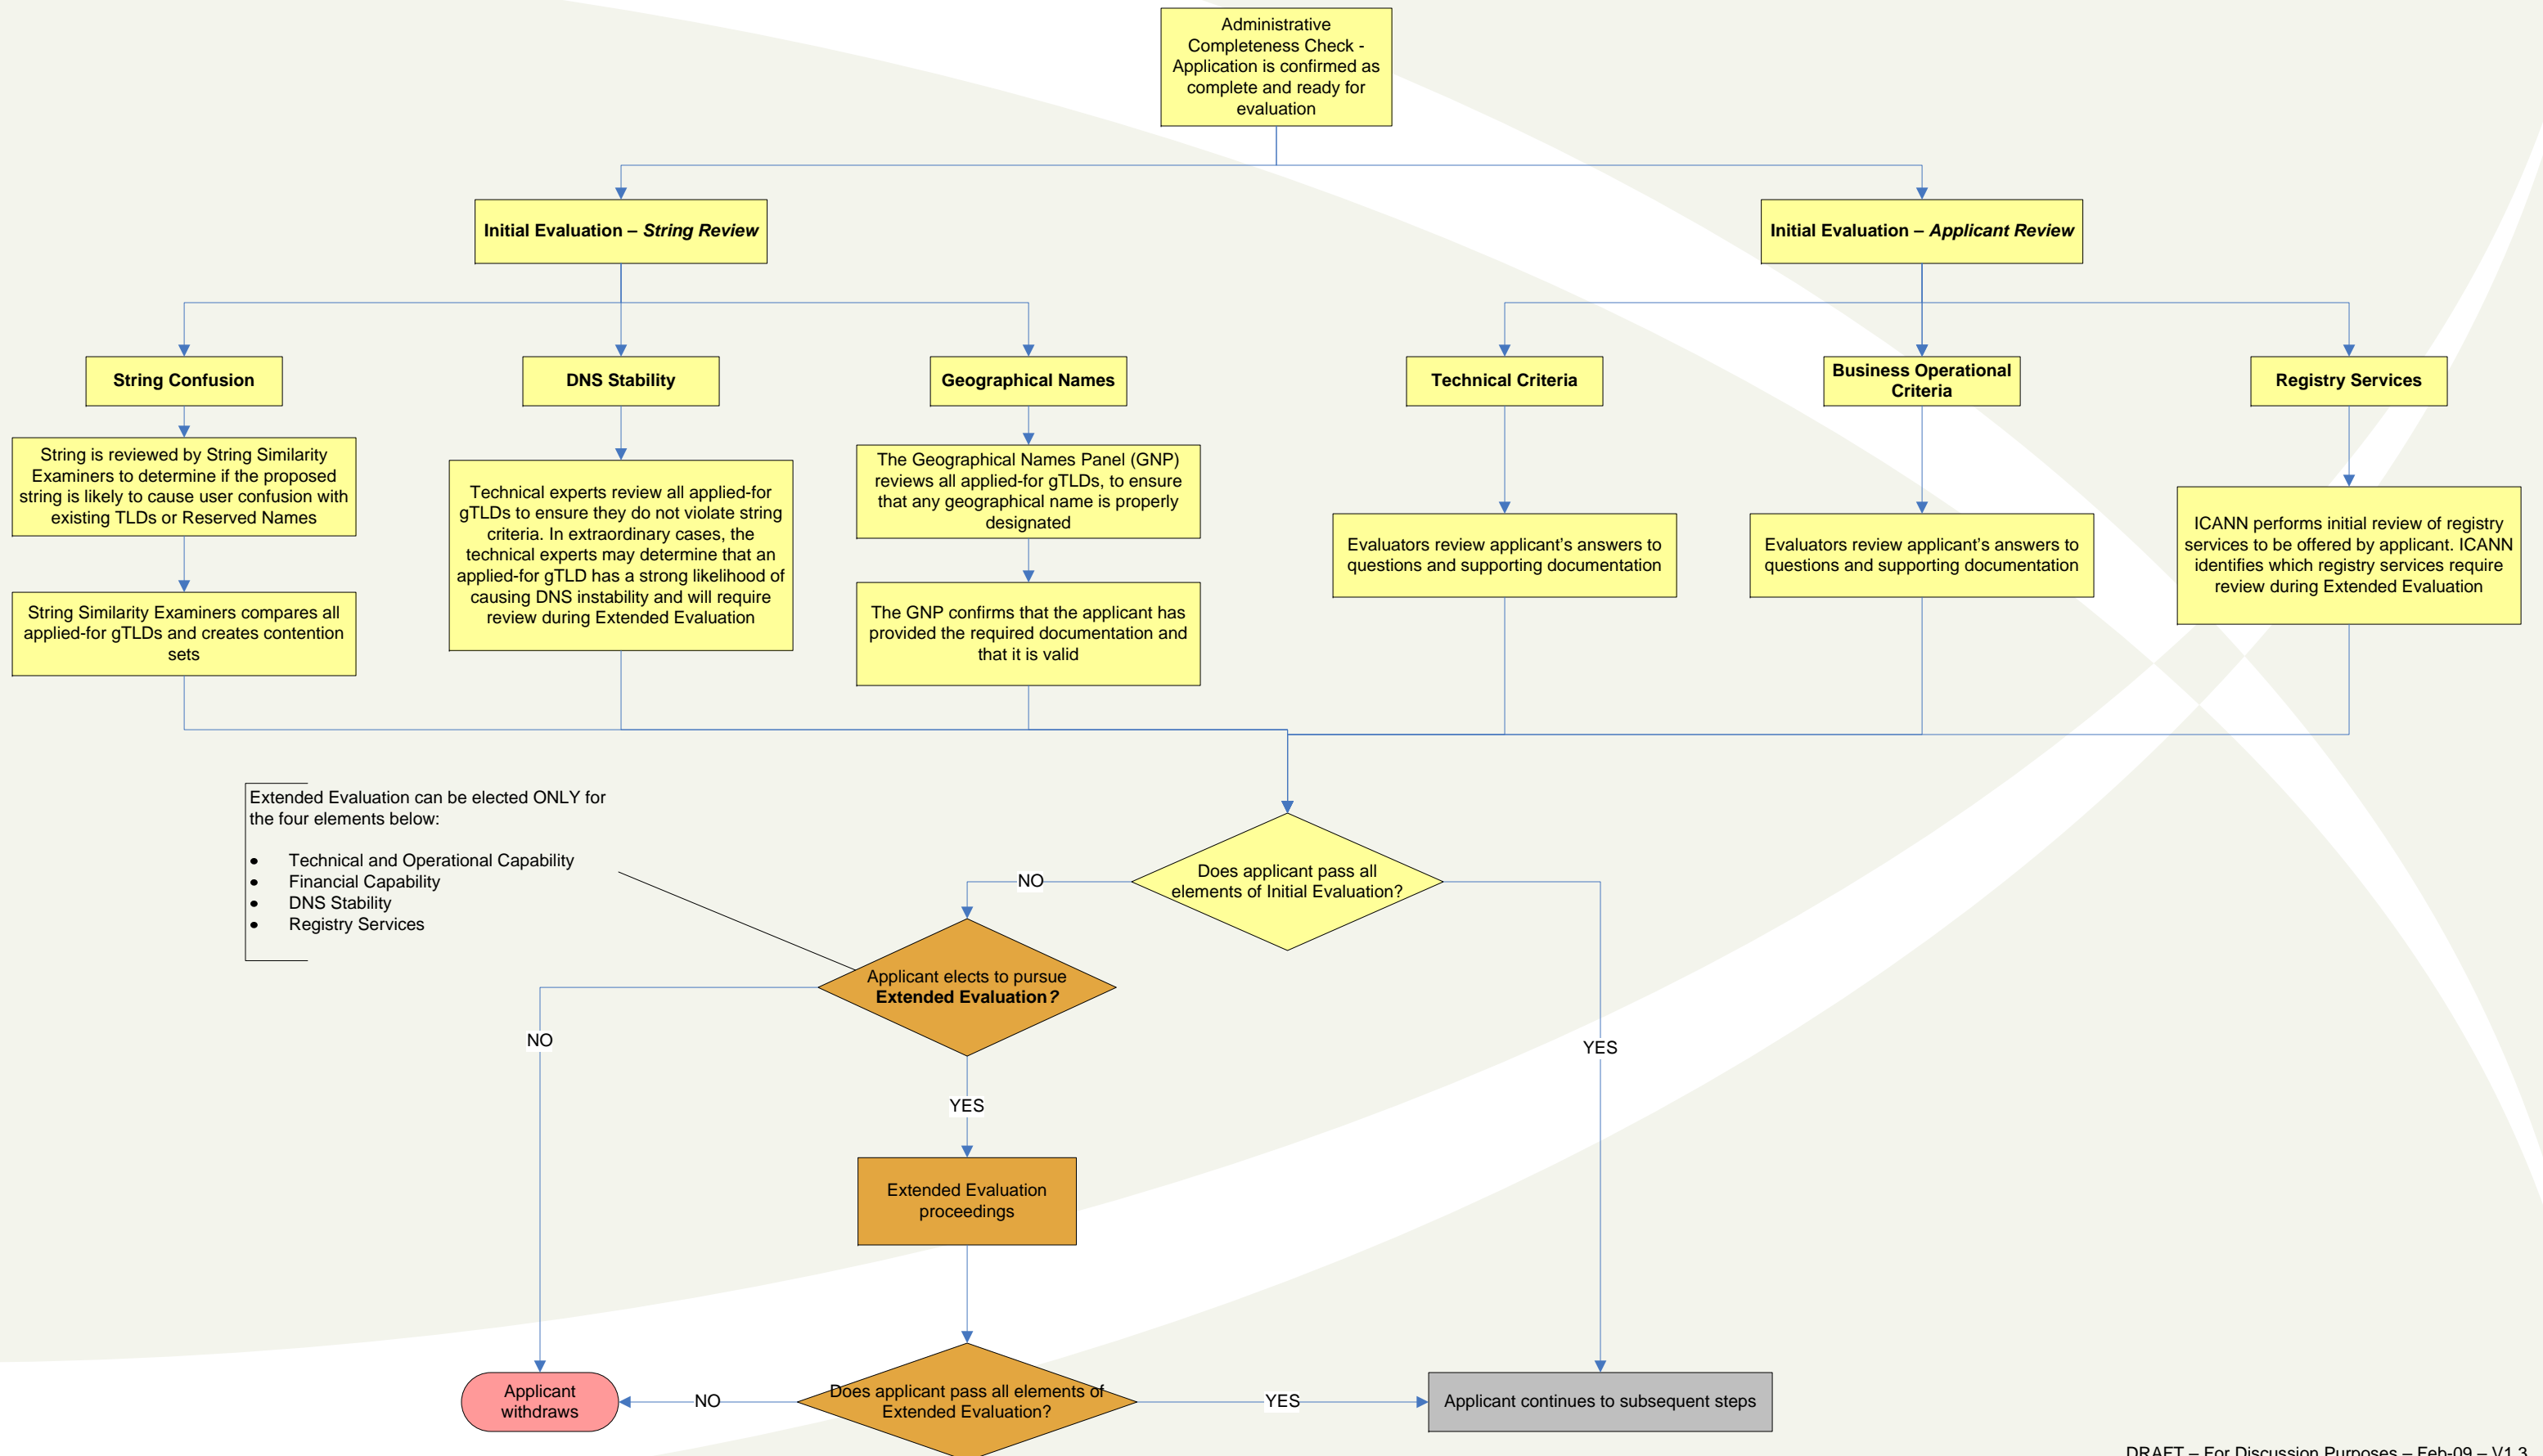 Administrative
Completeness Check -
Application is confirmed as
complete and ready for
evaluation
Initial Evaluation – String Review
Initial Evaluation – Applicant Review
String Confusion
DNS Stability
Geographical Names
Technical Criteria
Business Operational
Criteria
Registry Services
String is reviewed by String Similarity
Examiners to determine if the proposed
string is likely to cause user confusion with
existing TLDs or Reserved Names
String Similarity Examiners compares all
applied-for gTLDs and creates contention
sets
Technical experts review all applied-for
gTLDs to ensure they do not violate string
criteria. In extraordinary cases, the
technical experts may determine that an
applied-for gTLD has a strong likelihood of
causing DNS instability and will require
review during Extended Evaluation
The Geographical Names Panel (GNP)
reviews all applied-for gTLDs, to ensure
that any geographical name is properly
designated
The GNP confirms that the applicant has
provided the required documentation and
that it is valid
Evaluators review applicant’s answers to
questions and supporting documentation
Evaluators review applicant’s answers to
questions and supporting documentation
ICANN performs initial review of registry
services to be offered by applicant. ICANN
identifies which registry services require
review during Extended Evaluation
Extended Evaluation can be elected ONLY for
the four elements below:
• Technical and Operational Capability
• Financial Capability
• DNS Stability
• Registry Services
Does applicant pass all
elements of Initial Evaluation?
NO
YES
Applicant elects to pursue
Extended Evaluation?
NO
YES
Extended Evaluation
proceedings
Does applicant pass all elements of
Extended Evaluation?
NO
YES
Applicant
withdraws
Applicant continues to subsequent steps
DRAFT – For Discussion Purposes – Feb-09 – V1.3